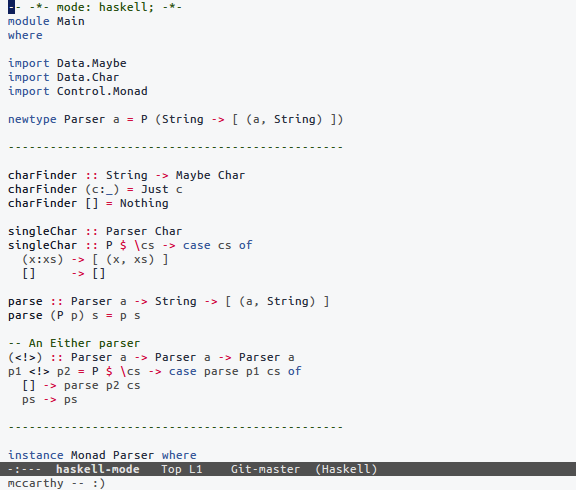 -- -*- mode: haskell; -*-
module Main
where

import Data.Maybe
import Data.Char
import Control.Monad

newtype Parser a = P (String -> [ (a, String) ])

------------------------------------------------

charFinder :: String -> Maybe Char
charFinder (c:_) = Just c
charFinder [] = Nothing

singleChar :: Parser Char
singleChar :: P $ \cs -> case cs of
  (x:xs) -> [ (x, xs) ]
  []     -> []

parse :: Parser a -> String -> [ (a, String) ]
parse (P p) s = p s

-- An Either parser
(<!>) :: Parser a -> Parser a -> Parser a
p1 <!> p2 = P $ \cs -> case parse p1 cs of
  [] -> parse p2 cs
  ps -> ps

------------------------------------------------

instance Monad Parser where
-:---  haskell-mode   Top L1    Git-master  (Haskell)
mccarthy -- :)